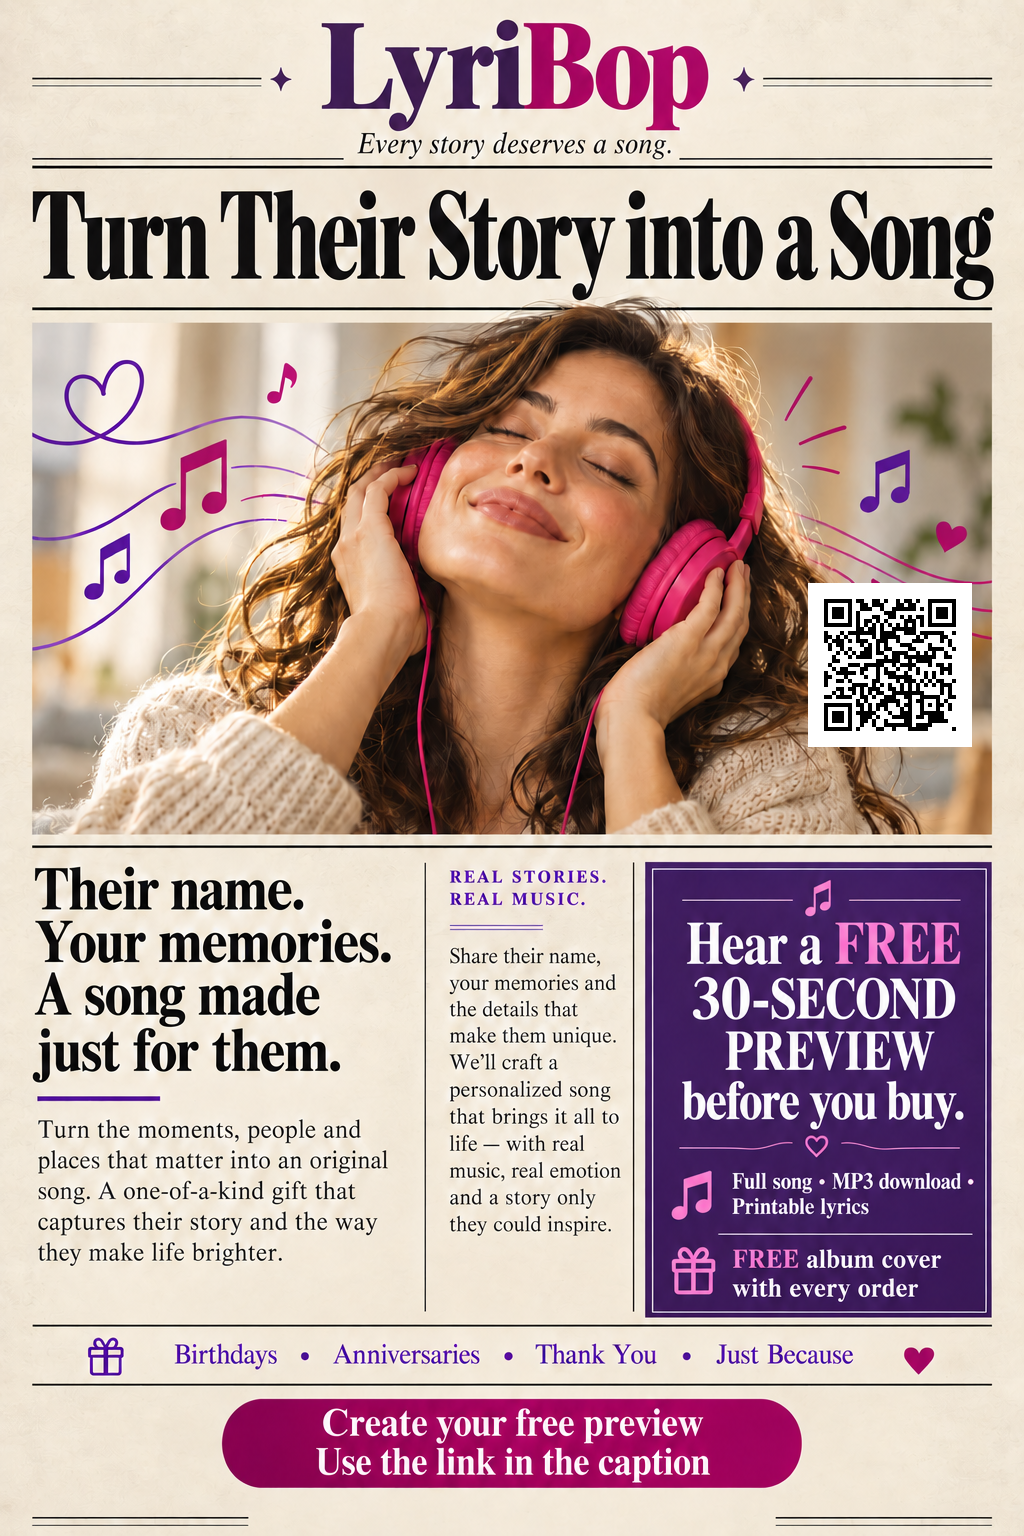 LyriBop
Every story deserves a song.
Turn Their Story into a Song
Their name.
Your memories.
A song made
just for them.
Turn the moments, people and
places that matter into an original
song. A one-of-a-kind gift that
captures their story and the way
they make life brighter.
REAL STORIES.
REAL MUSIC.
Share their name,
your memories and
the details that
make them unique.
We'll craft a
personalized song
that brings it all to
life — with real
music, real emotion
and a story only
they could inspire.
Hear a FREE
30-SECOND
PREVIEW
before you buy.
Full song • MP3 download •
Printable lyrics
FREE album cover
with every order
Birthdays • Anniversaries • Thank You • Just Because
Create your free preview
Use the link in the caption